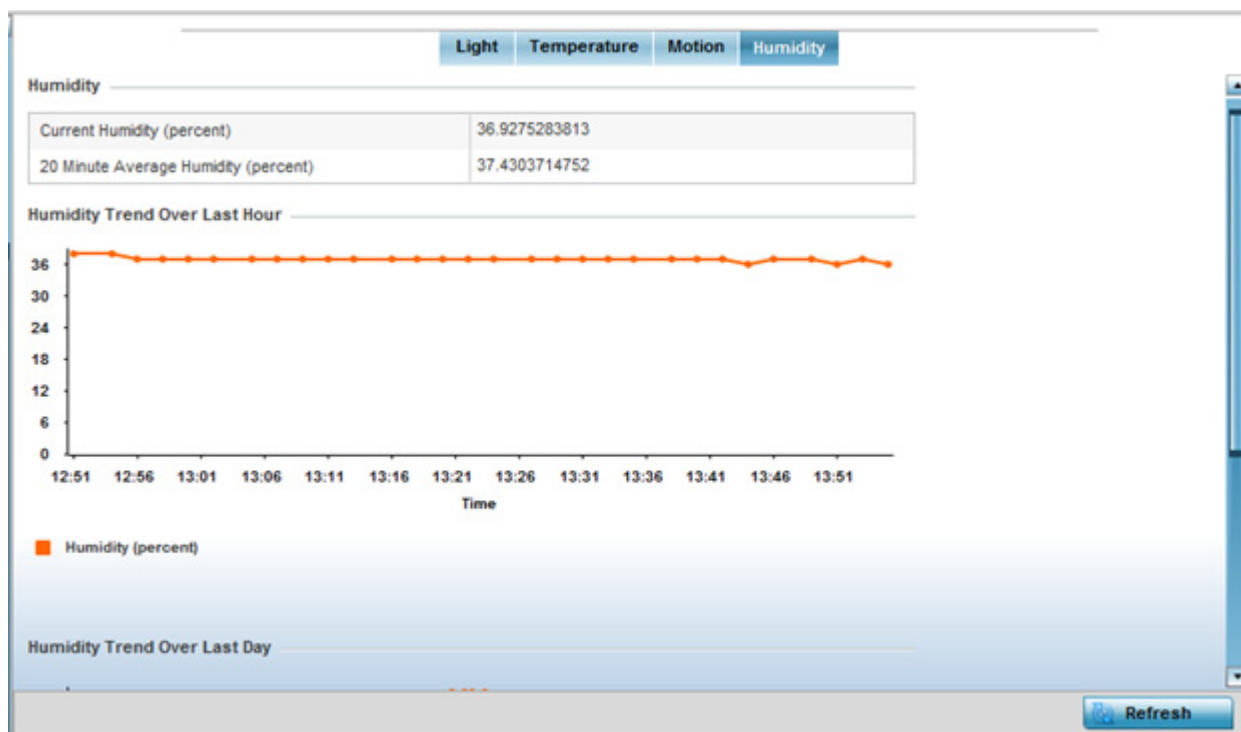 Light Temperature Motion Humidity
Humidity
Current Humidity (percent) 36.9275283813
20 Minute Average Humidity (percent) 37.4303714752
Humidity Trend Over Last Hour
36
30
24
18
12
6
0
12:51 12:56 13:01 13:06 13:11 13:16 13:21 13:26 13:31 13:36 13:41 13:46 13:51
Time
Humidity (percent)
Humidity Trend Over Last Day
Refresh